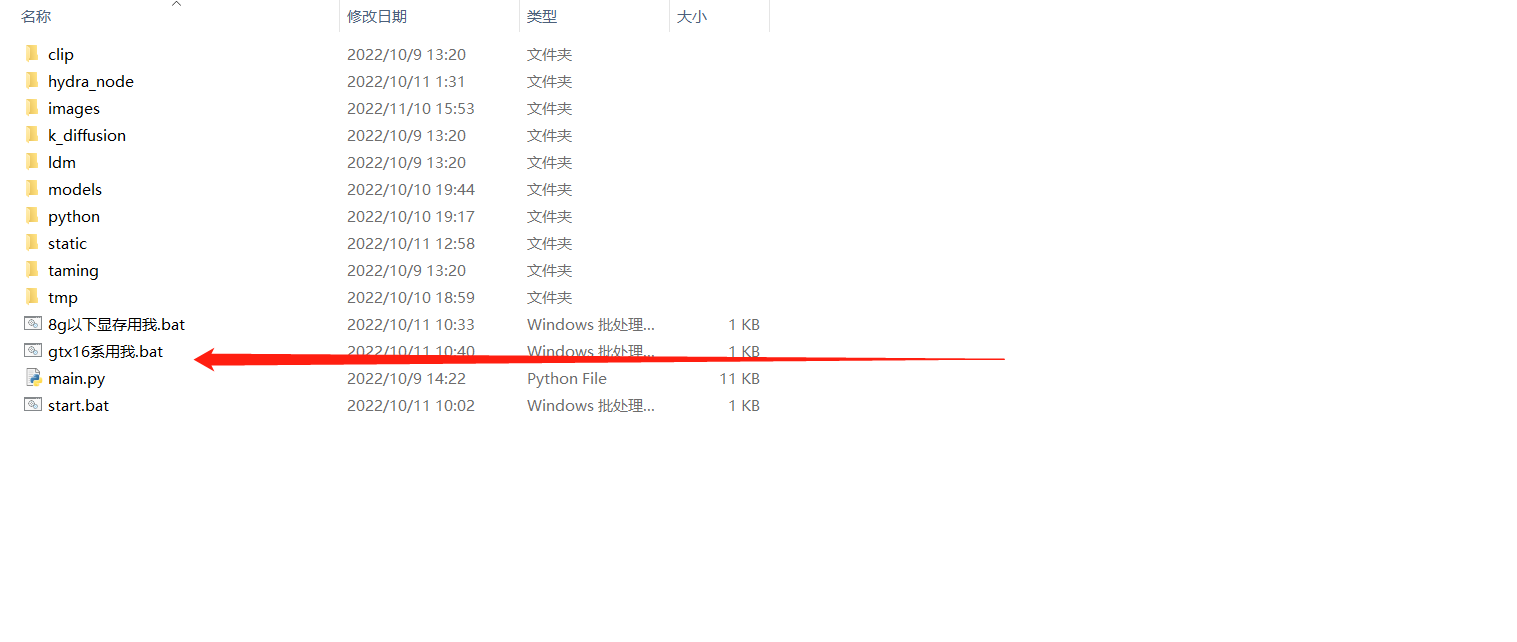 名称 修改日期 类型 大小
clip 2022/10/9 13:20 文件夹
hydra_node 2022/10/11 1:31 文件夹
images 2022/11/10 15:53 文件夹
k_diffusion 2022/10/9 13:20 文件夹
ldm 2022/10/9 13:20 文件夹
models 2022/10/10 19:44 文件夹
python 2022/10/10 19:17 文件夹
static 2022/10/11 12:58 文件夹
taming 2022/10/9 13:20 文件夹
tmp 2022/10/10 18:59 文件夹
8g以下显存用我.bat 2022/10/11 10:33 Windows 批处理... 1 KB
gtx16系用我.bat 2022/10/11 10:40 Windows 批处理... 1 KB
main.py 2022/10/9 14:22 Python File 11 KB
start.bat 2022/10/11 10:02 Windows 批处理... 1 KB